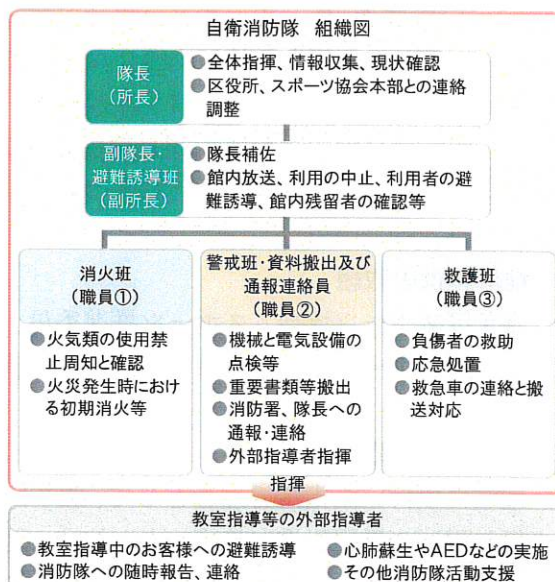 自衛消防隊 組織図
隊長
(所長)
●全体指揮、情報収集、現状確認
●区役所、スポーツ協会本部との連絡
調整
副隊長・
避難誘導班
(副所長)
●隊長補佐
●館内放送、利用の中止、利用者の避
難誘導、館内残留者の確認等
消火班
(職員①)
●火気類の使用禁
止周知と確認
●火災発生時におけ
る初期消火等
警戒班・資料搬出及び
通報連絡員
(職員②)
●機械と電気設備の
点検等
●重要書類等搬出
●消防署、隊長への
通報・連絡
●外部指導者指揮
救護班
(職員③)
●負傷者の救助
●応急処置
●救急車の連絡と搬
送対応
指揮
教室指導等の外部指導者
●教室指導中のお客様への避難誘導
●消防隊への随時報告、連絡
●心肺蘇生やAEDなどの実施
●その他消防隊活動支援